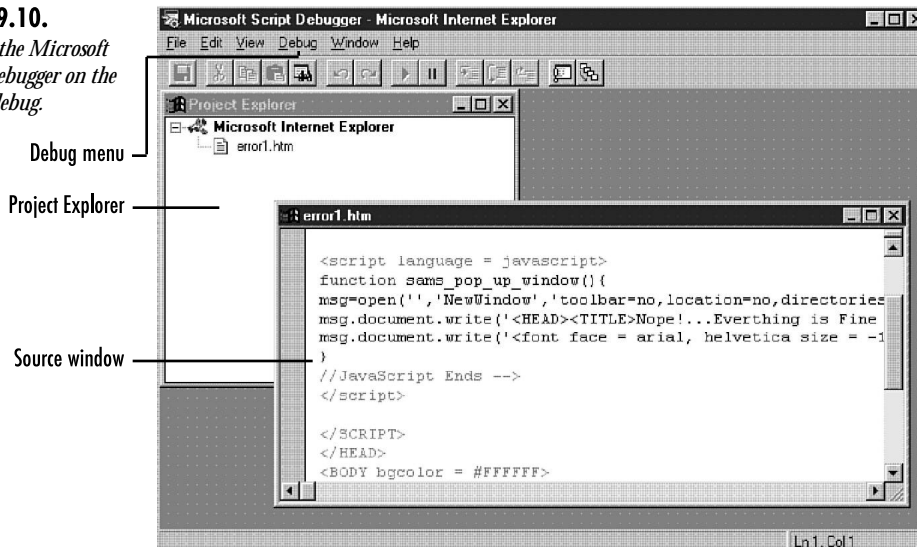 9.10.
the Microsoft
ebugger on the
debug.
Debug menu
Project Explorer
Source window
Microsoft Script Debugger - Microsoft Internet Explorer
File Edit View Debug Window Help
Project Explorer
Microsoft Internet Explorer
error1.htm
error1.htm
<script language = javascript>
function sams_pop_up_window(){
msg=open('','NewWindow','toolbar=no,location=no,directories
msg.document.write('<HEAD><TITLE>Nope!...Everthing is Fine
msg.document.write('<font face = arial, helvetica size = -1
}
//JavaScript Ends -->
</script>
</SCRIPT>
</HEAD>
<BODY bgcolor = #FFFFFF>
Ln 1, Col 1